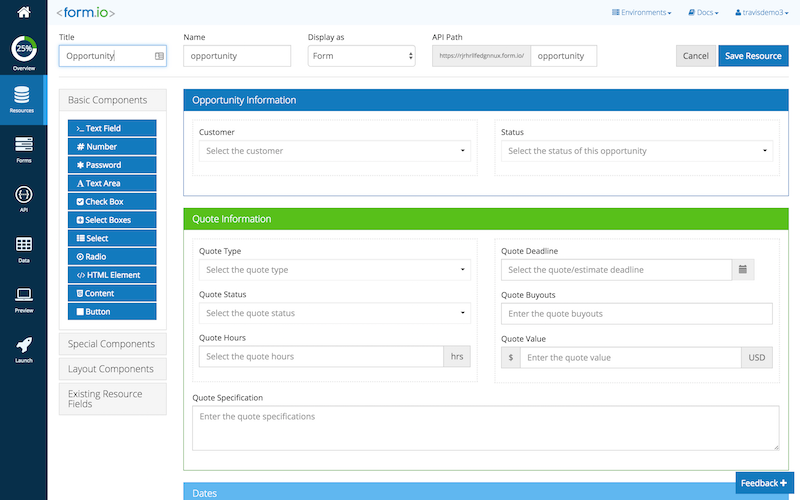 <form.io>
Environments
Docs
travisdemo3
25%
Overview
Resources
Forms
API
Data
Preview
Launch
Title
Opportunity
Name
opportunity
Display as
Form
API Path
https://rjrhrllfedgnnux.form.io/
opportunity
Cancel
Save Resource
Basic Components
>_ Text Field
# Number
* Password
A Text Area
Check Box
Select Boxes
Select
Radio
</> HTML Element
Content
Button
Special Components
Layout Components
Existing Resource
Fields
Opportunity Information
Customer
Select the customer
Status
Select the status of this opportunity
Quote Information
Quote Type
Select the quote type
Quote Status
Select the quote status
Quote Hours
Select the quote hours
hrs
Quote Deadline
Select the quote/estimate deadline
Quote Buyouts
Enter the quote buyouts
Quote Value
$
Enter the quote value
USD
Quote Specification
Enter the quote specifications
Dates
Feedback +